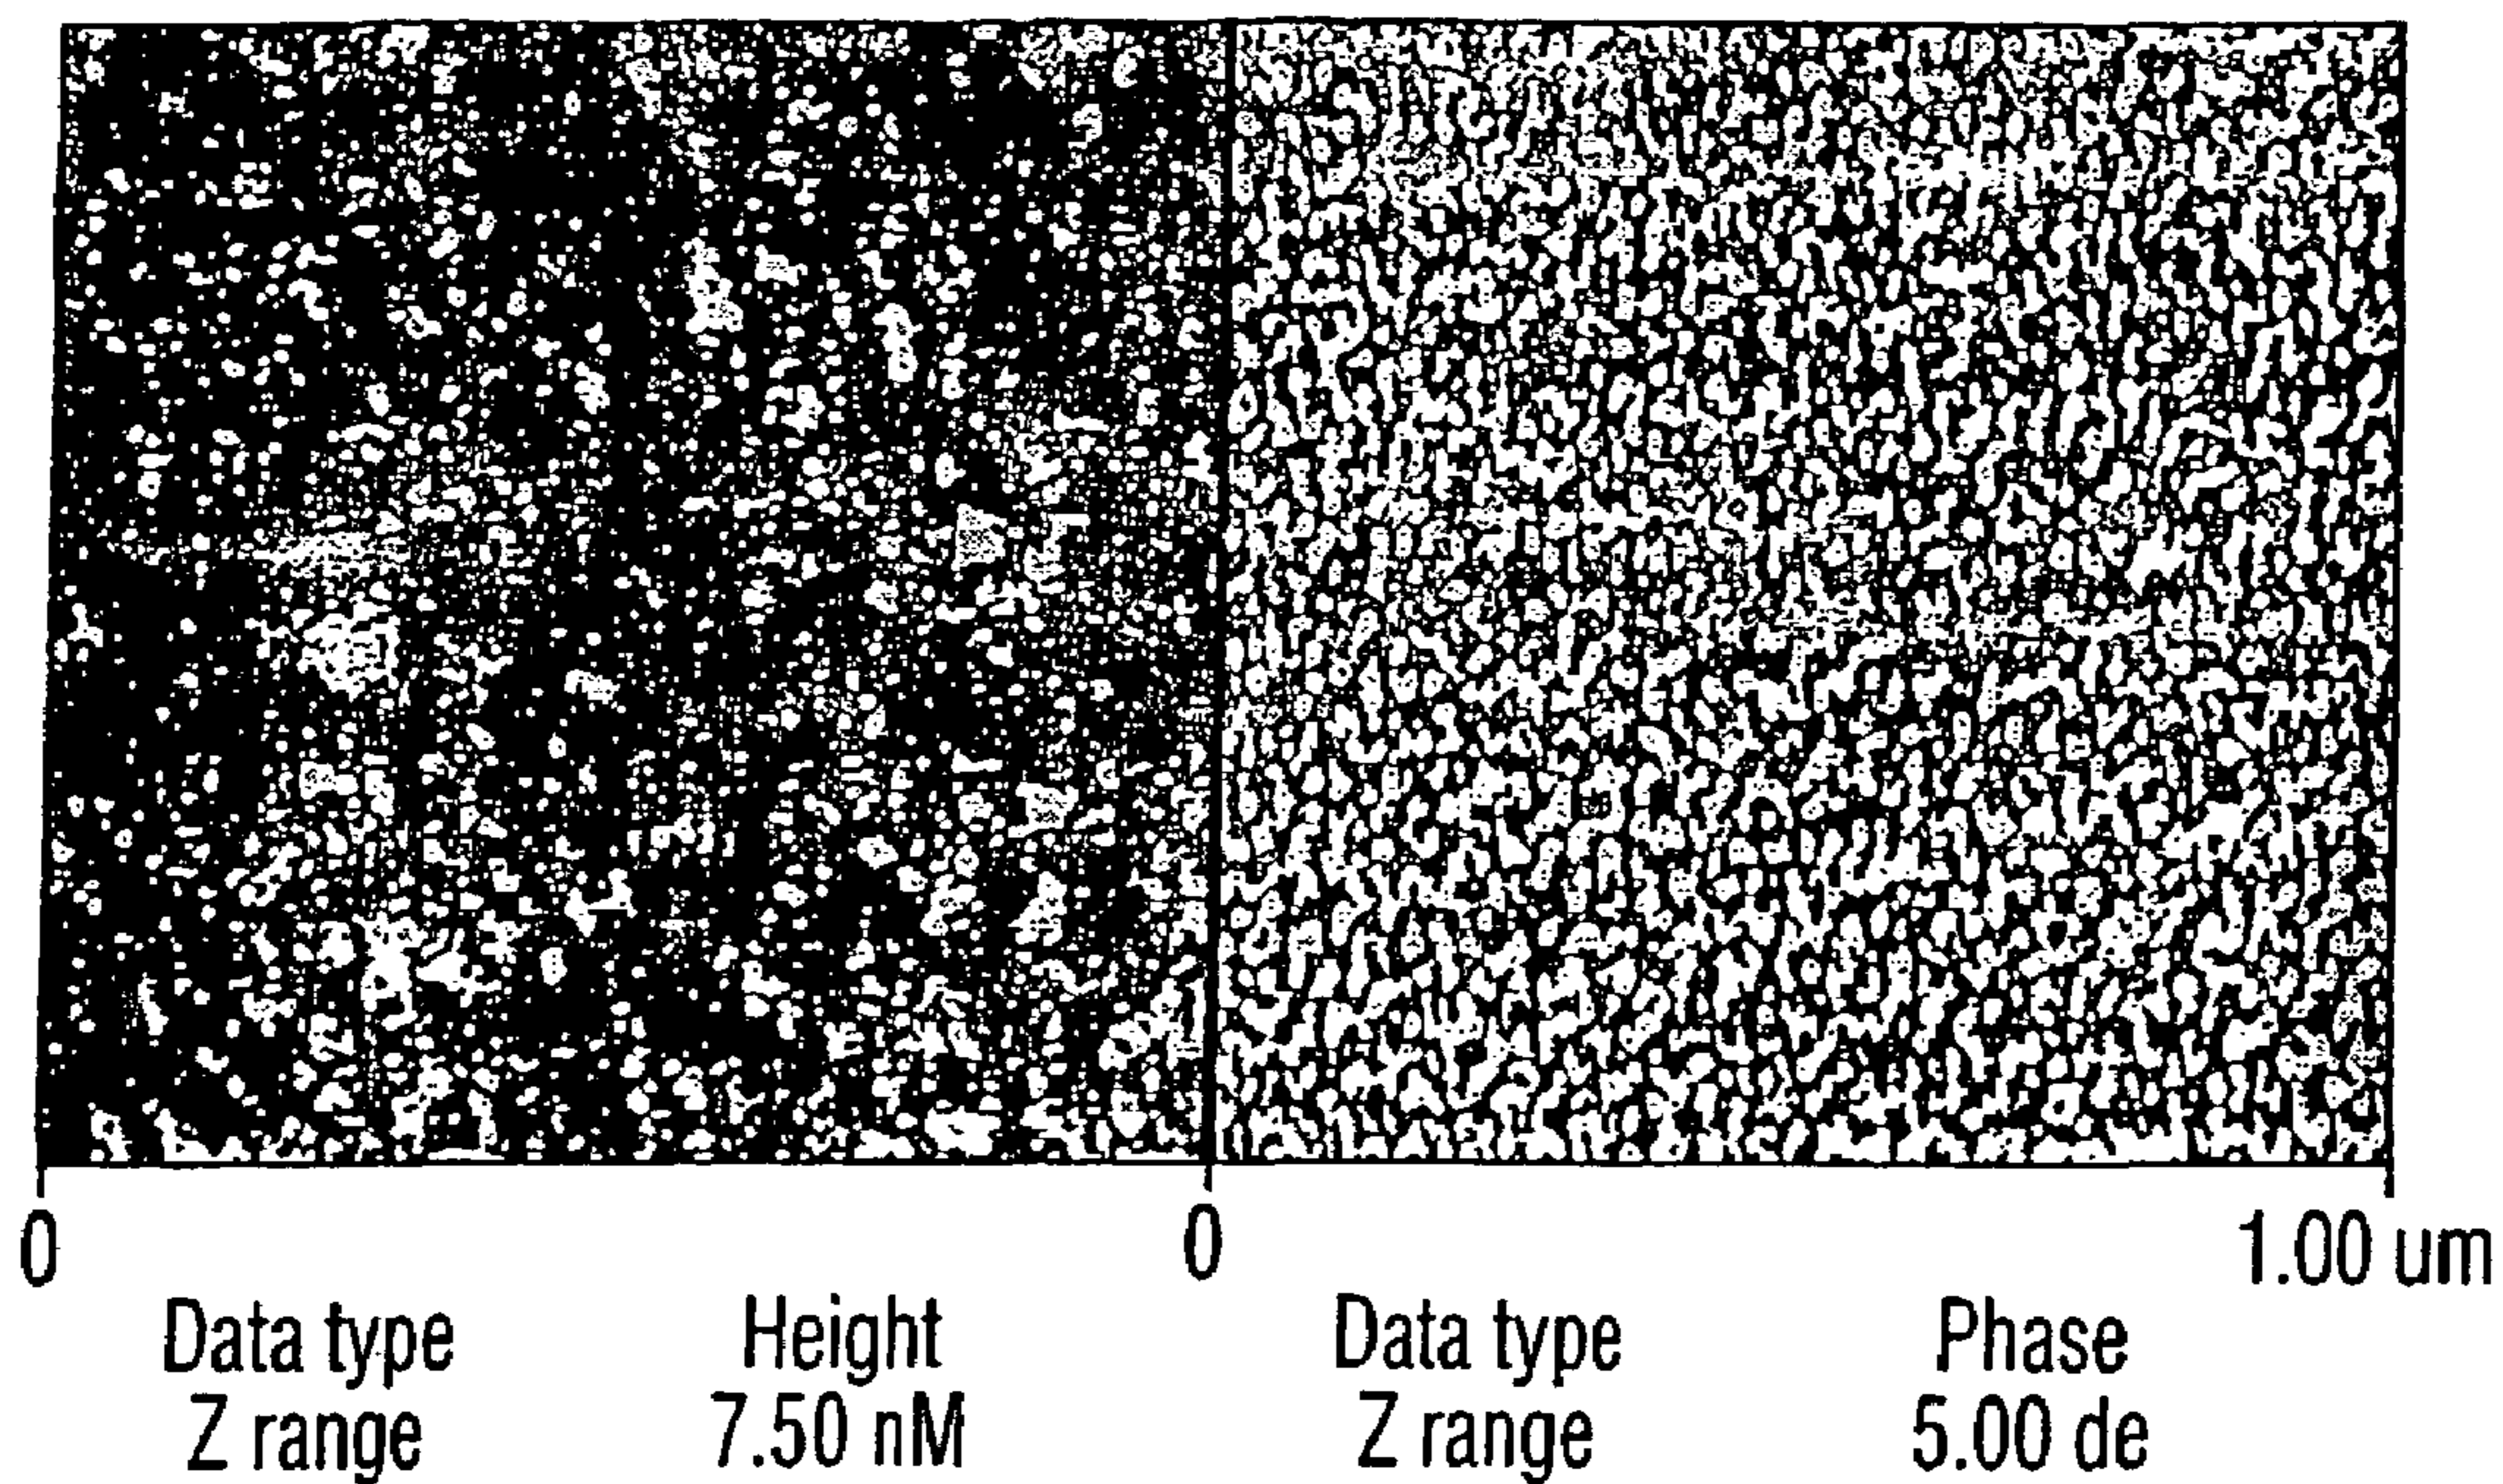 0 0 1.00 um
Data type Height Data type Phase
Z range 7.50 nM Z range 5.00 de